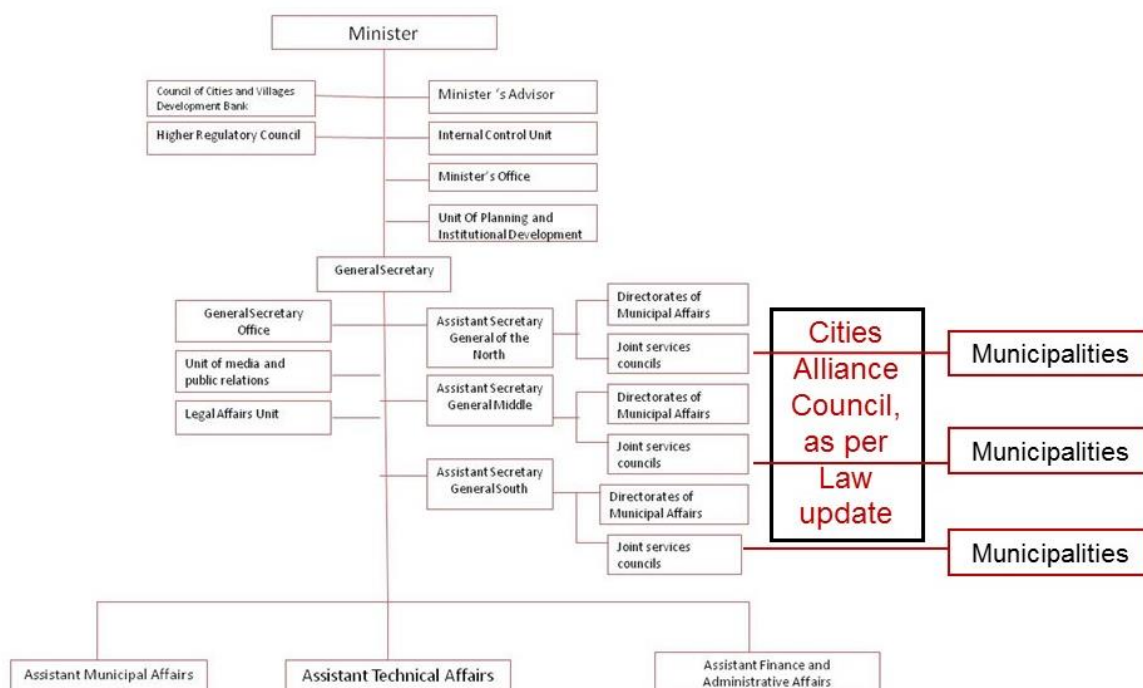 Minister
Council of Cities and Villages
Development Bank
Minister 's Advisor
Higher Regulatory Council
Internal Control Unit
Minister's Office
Unit Of Planning and
Institutional Development
General Secretary
General Secretary
Office
Unit of media and
public relations
Legal Affairs Unit
Assistant Secretary
General of the
North
Directorates of
Municipal Affairs
Joint services
councils
Assistant Secretary
General Middle
Directorates of
Municipal Affairs
Joint services
councils
Assistant Secretary
General South
Directorates of
Municipal Affairs
Joint services
councils
Cities
Alliance
Council,
as per
Law
update
Municipalities
Municipalities
Municipalities
Assistant Municipal Affairs
Assistant Technical Affairs
Assistant Finance and
Administrative Affairs